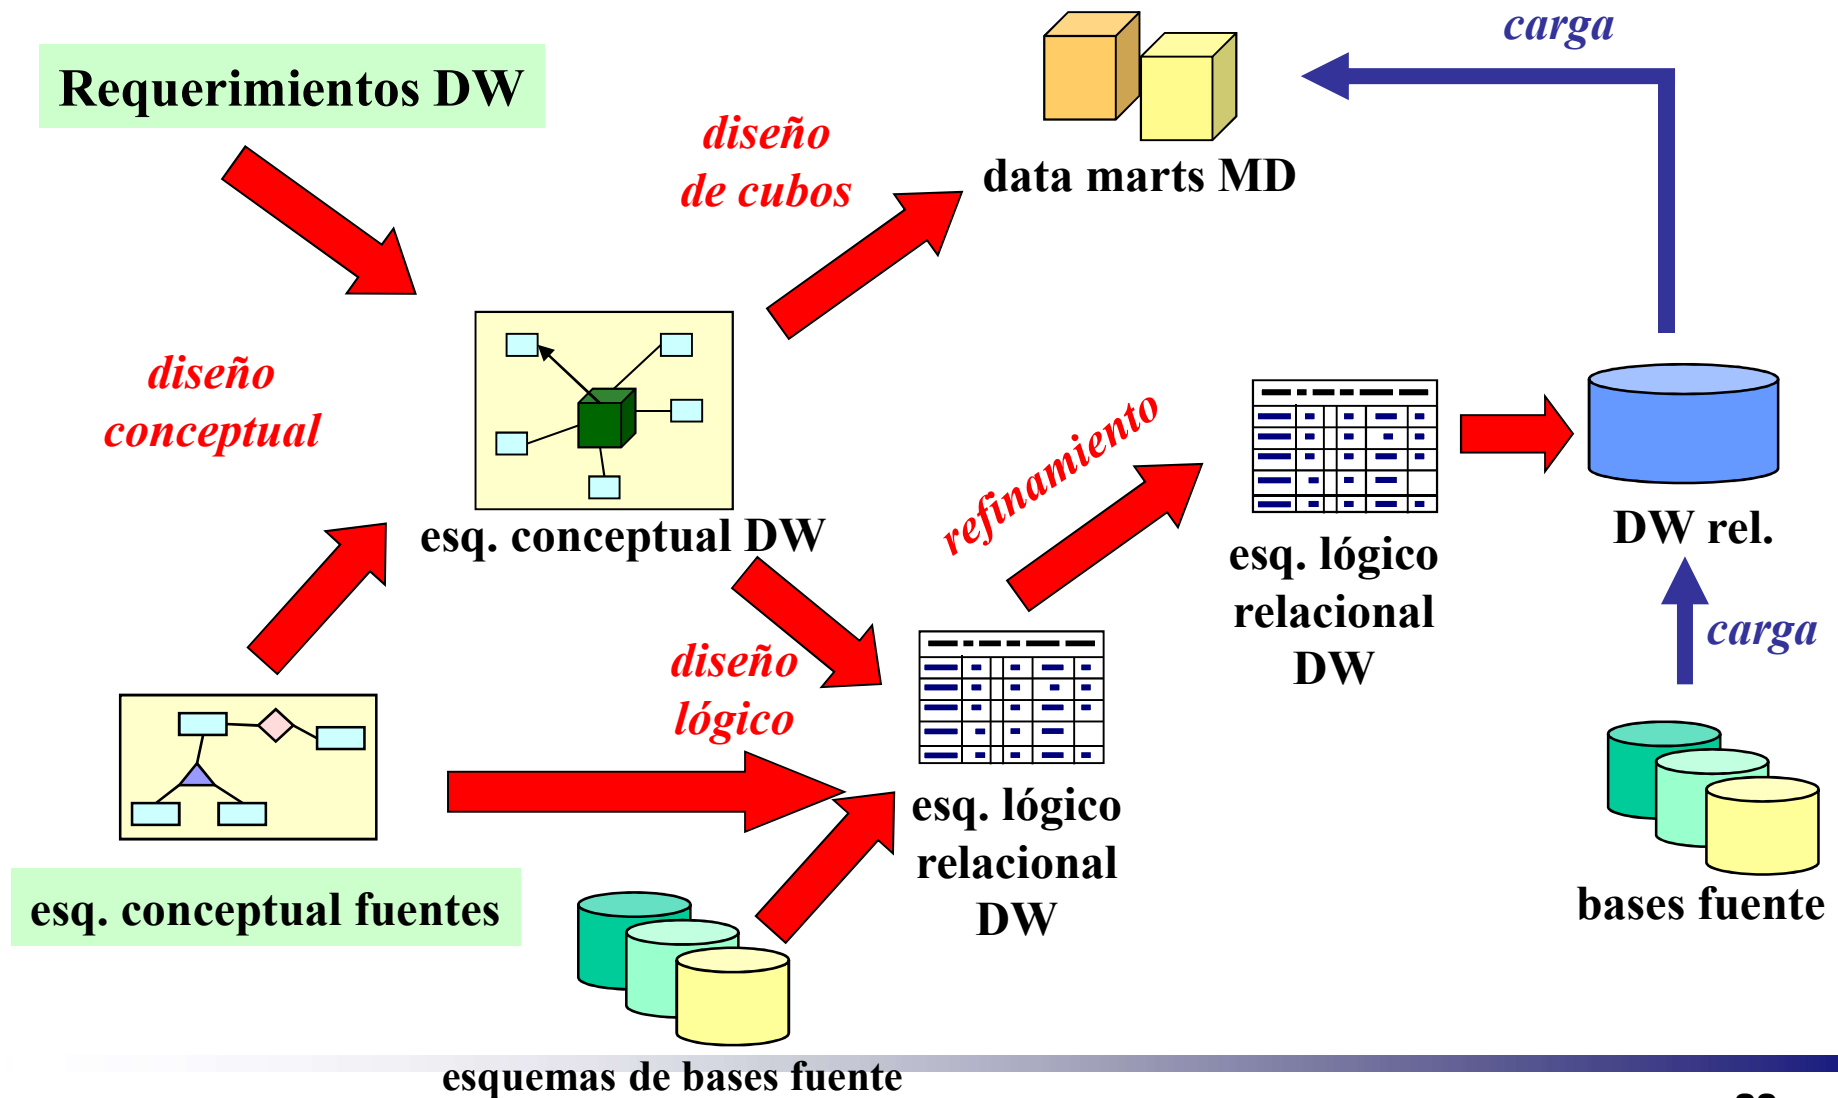 carga
Requerimientos DW
diseño
de cubos
data marts MD
diseño
conceptual
esq. conceptual DW
refinamiento
esq. lógico
relacional
DW
DW rel.
carga
diseño
lógico
esq. lógico
relacional
DW
bases fuente
esq. conceptual fuentes
esquemas de bases fuente